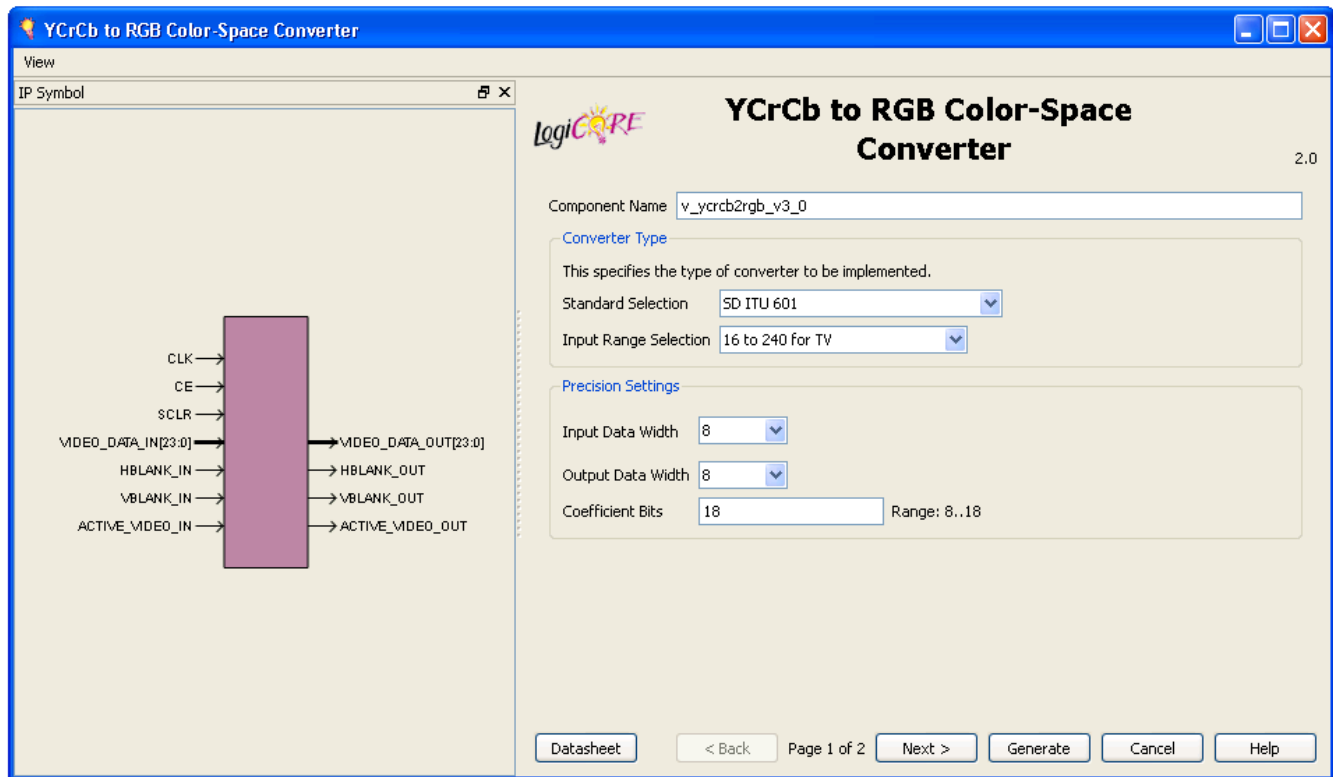 YCrCb to RGB Color-Space Converter
View
IP Symbol
CLK
CE
SCLR
VIDEO_DATA_IN[23:0]
HBLANK_IN
VBLANK_IN
ACTIVE_VIDEO_IN
VIDEO_DATA_OUT[23:0]
HBLANK_OUT
VBLANK_OUT
ACTIVE_VIDEO_OUT
LogiCORE
YCrCb to RGB Color-Space
Converter
2.0
Component Name v_ycrcb2rgb_v3_0
Converter Type
This specifies the type of converter to be implemented.
Standard Selection SD ITU 601
Input Range Selection 16 to 240 for TV
Precision Settings
Input Data Width 8
Output Data Width 8
Coefficient Bits 18 Range: 8..18
Datasheet < Back Page 1 of 2 Next > Generate Cancel Help